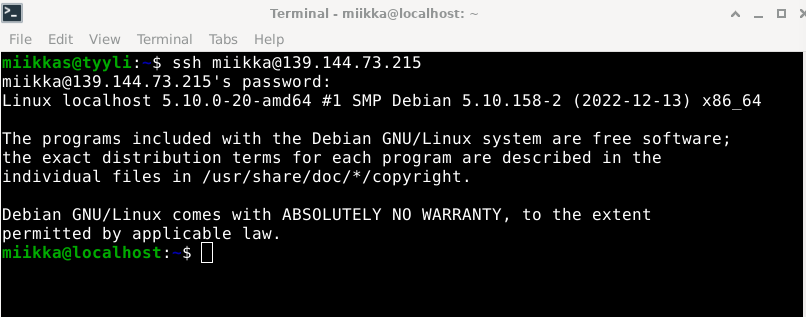 Terminal - miikka@localhost: ~
File Edit View Terminal Tabs Help
miikkas@tyyli:~$ ssh miikka@139.144.73.215
miikka@139.144.73.215's password:
Linux localhost 5.10.0-20-amd64 #1 SMP Debian 5.10.158-2 (2022-12-13) x86_64
The programs included with the Debian GNU/Linux system are free software;
the exact distribution terms for each program are described in the
individual files in /usr/share/doc/*/copyright.
Debian GNU/Linux comes with ABSOLUTELY NO WARRANTY, to the extent
permitted by applicable law.
miikka@localhost:~$